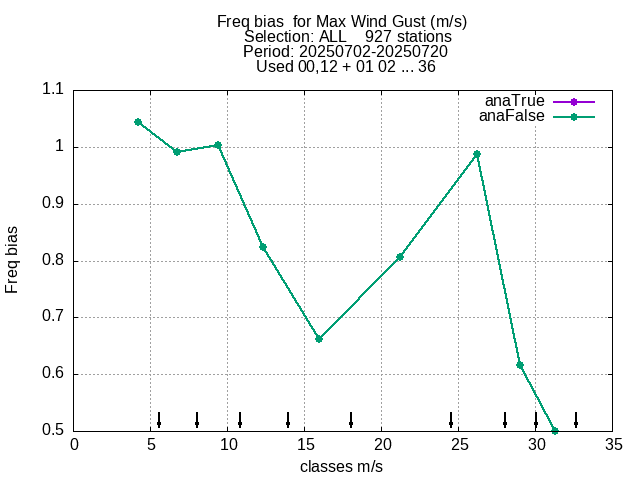 Freq bias  for Max Wind Gust (m/s)
Selection: ALL    927 stations
Period: 20250702-20250720
Used 00,12 + 01 02 ... 36
anaTrue
anaFalse
1.1
1
0.9
0.8
0.7
0.6
0.5
Freq bias
0 5 10 15 20 25 30 35
classes m/s